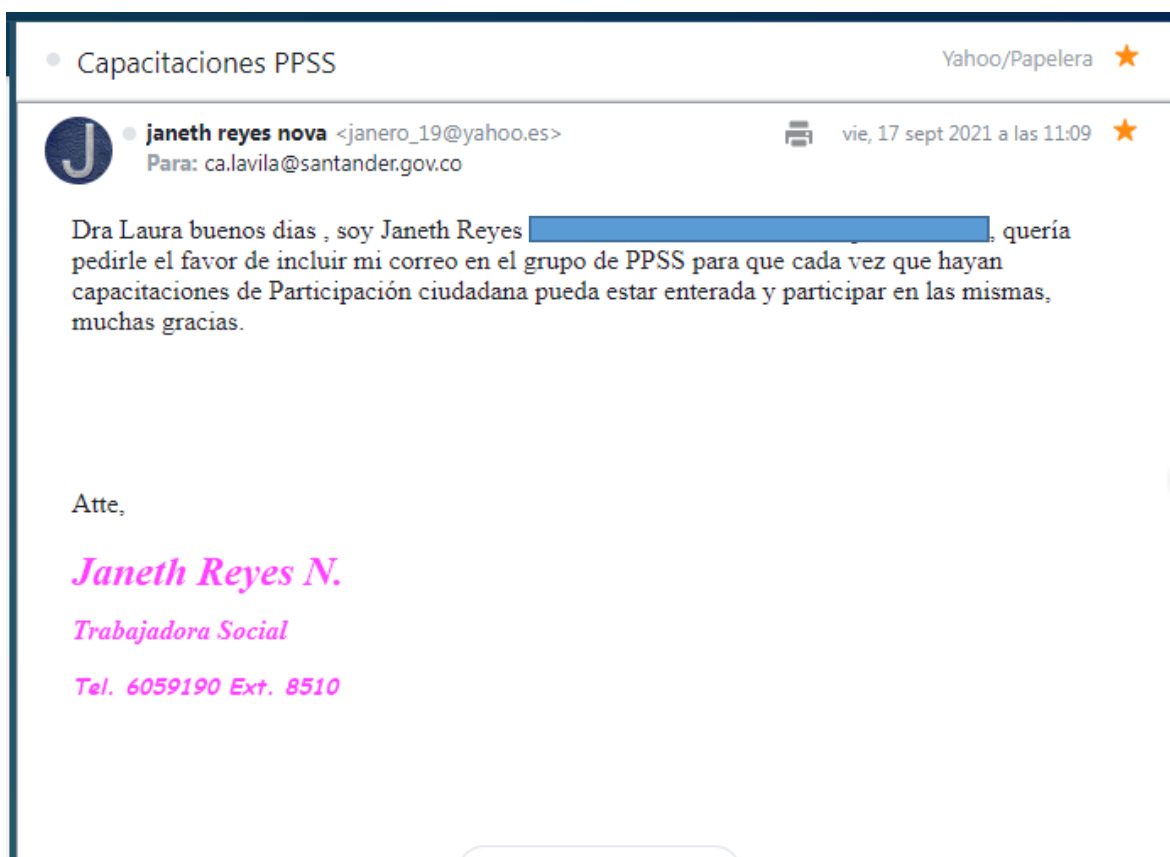 Capacitaciones PPSS
Yahoo/Papelera
janeth reyes nova <janero_19@yahoo.es>
vie, 17 sept 2021 a las 11:09
Para: ca.lavila@santander.gov.co
Dra Laura buenos dias , soy Janeth Reyes , quería
pedirle el favor de incluir mi correo en el grupo de PPSS para que cada vez que hayan
capacitaciones de Participación ciudadana pueda estar enterada y participar en las mismas,
muchas gracias.
Atte,
Janeth Reyes N.
Trabajadora Social
Tel. 6059190 Ext. 8510
J